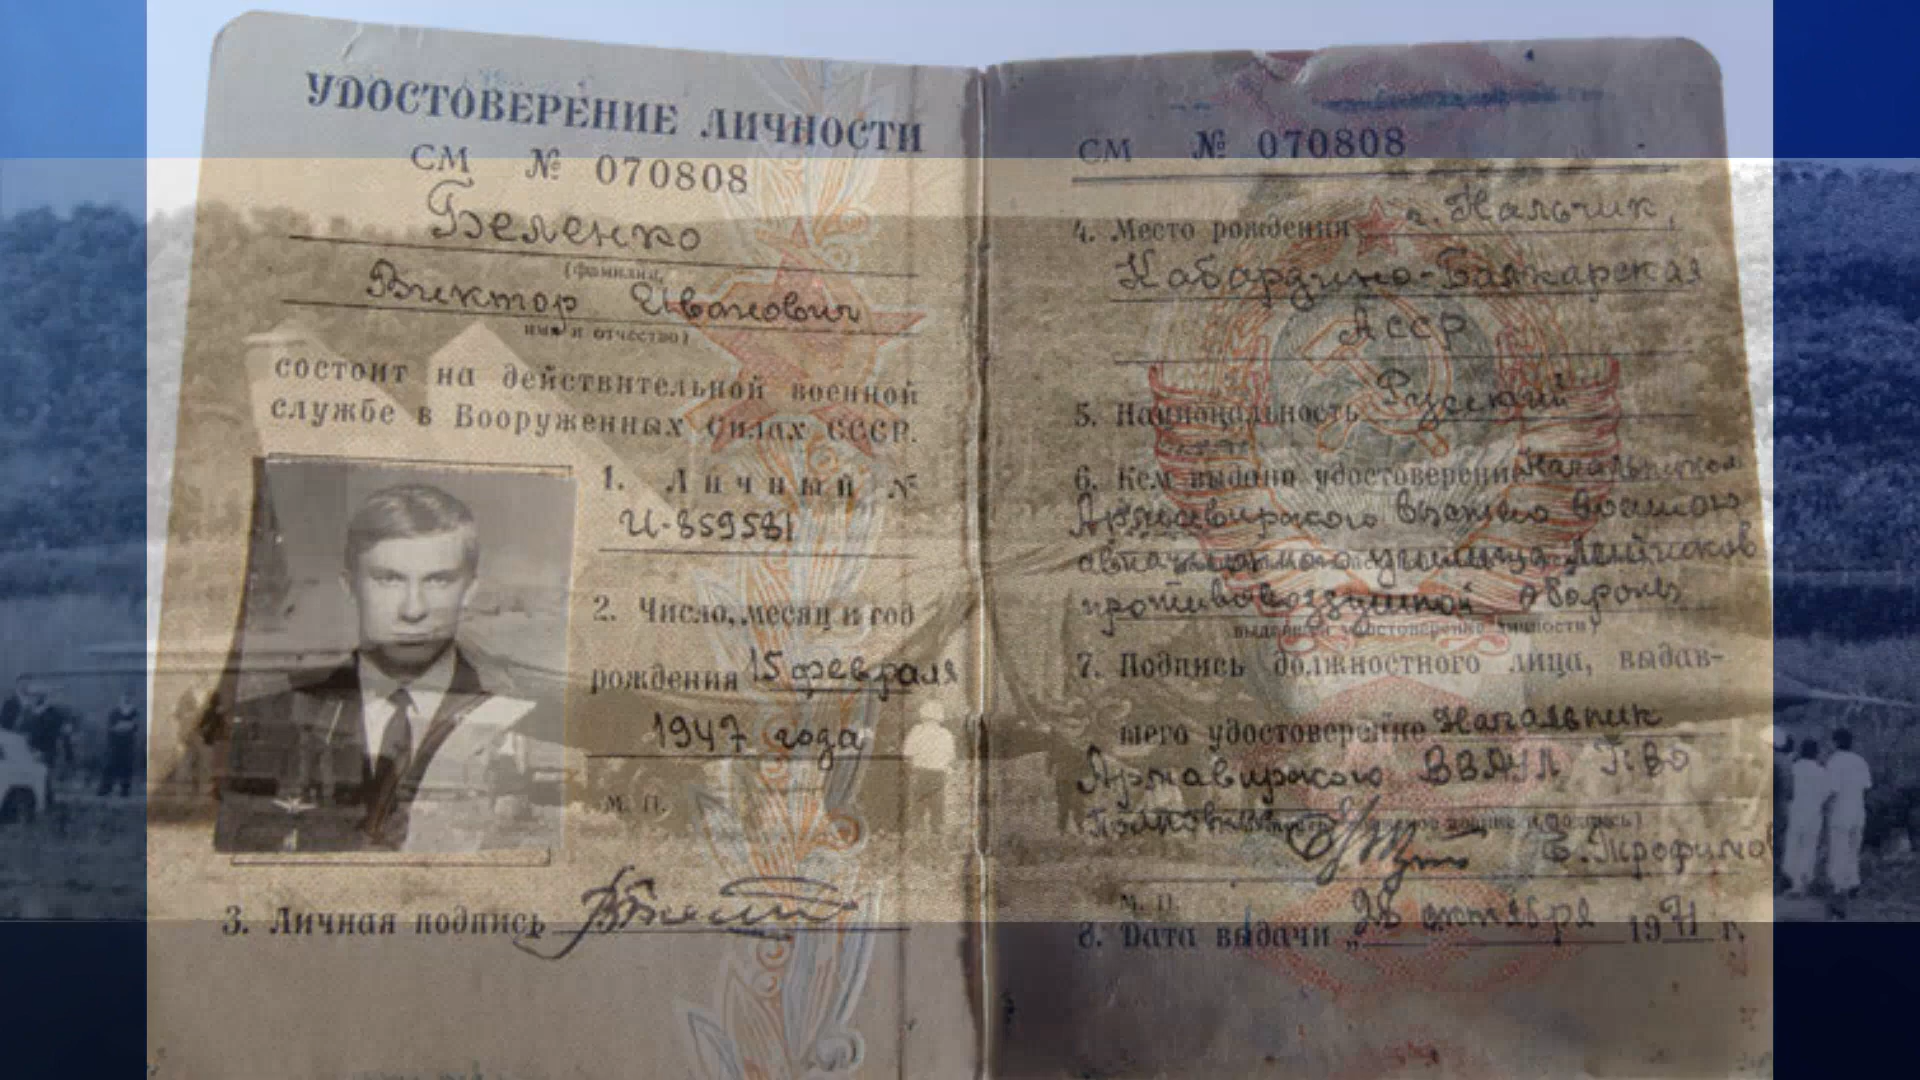 УДОСТОВЕРЕНИЕ ЛИЧНОСТИ
СМ № 070808
Беленко
(фамилия)
Виктор Иванович
имя и отчество)
состоит на действительной военной
службе в Вооруженных Силах СССР.
1. Личный №
И-859581
2. Число, месяц и год
рождения 15 февраля
1947 года
М. П.
3. Личная подпись
СМ № 070808
4. Место рождения г. Нальчик,
Кабардино-Балкарская
АССР
5. Национальность Русский
6. Кем выдано удостоверение Начальником
Армавирского высшего военного
авиационного училища лётчиков
противовоздушной обороны
выдавшей удостоверение личности)
7. Подпись должностного лица, выдав-
шего удостоверение Начальник
Армавирского ВВАУЛ ПВО
Полковник
Е. Трофимов
М. П.
8. Дата выдачи „28 октября 1971 г.